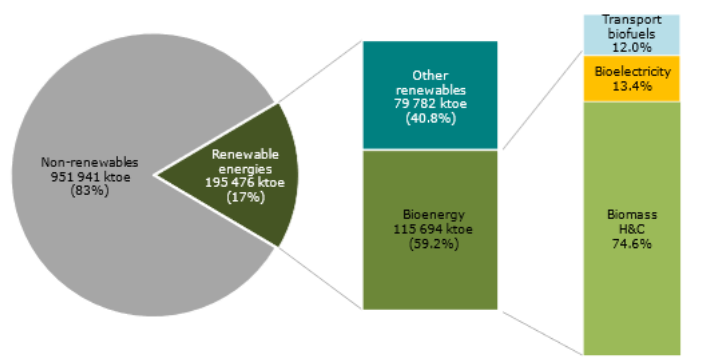 Non-renewables
951 941 ktoe
(83%)
Renewable
energies
195 476 ktoe
(17%)
Other
renewables
79 782 ktoe
(40.8%)
Bioenergy
115 694 ktoe
(59.2%)
Transport
biofuels
12.0%
Bioelectricity
13.4%
Biomass
H&C
74.6%